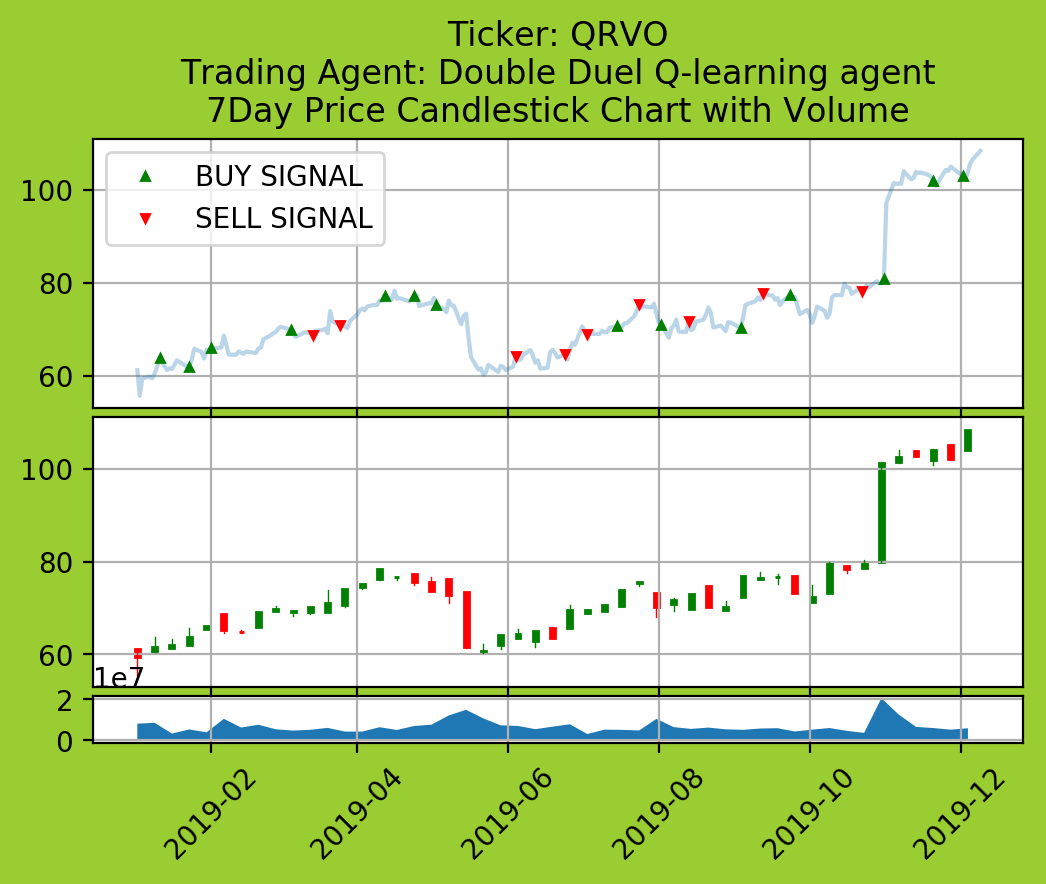 Ticker: QRVO
Trading Agent: Double Duel Q-learning agent
7Day Price Candlestick Chart with Volume
BUY SIGNAL
SELL SIGNAL
100
80
60
100
80
60
1e7
2
0
2019-02
2019-04
2019-06
2019-08
2019-10
2019-12